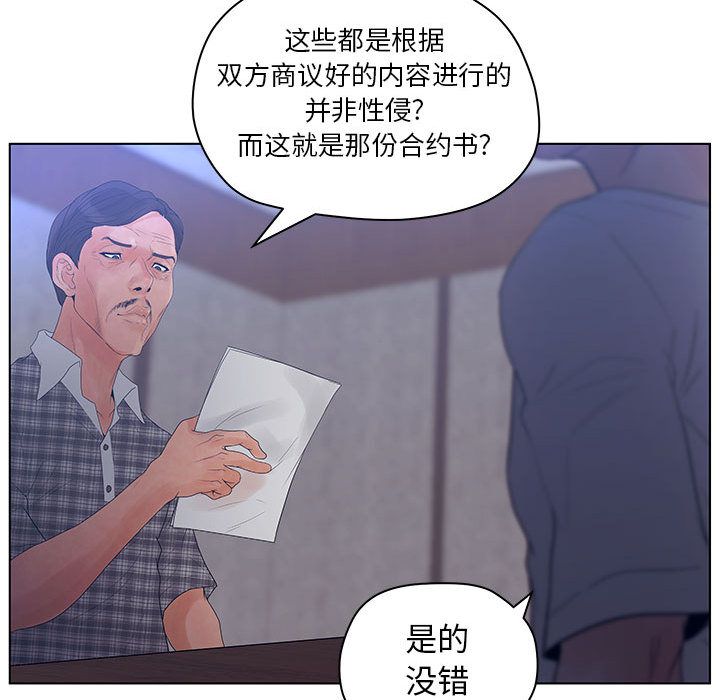 这些都是根据
双方商议好的内容进行的
并非性侵?
而这就是那份合约书?
是的
没错